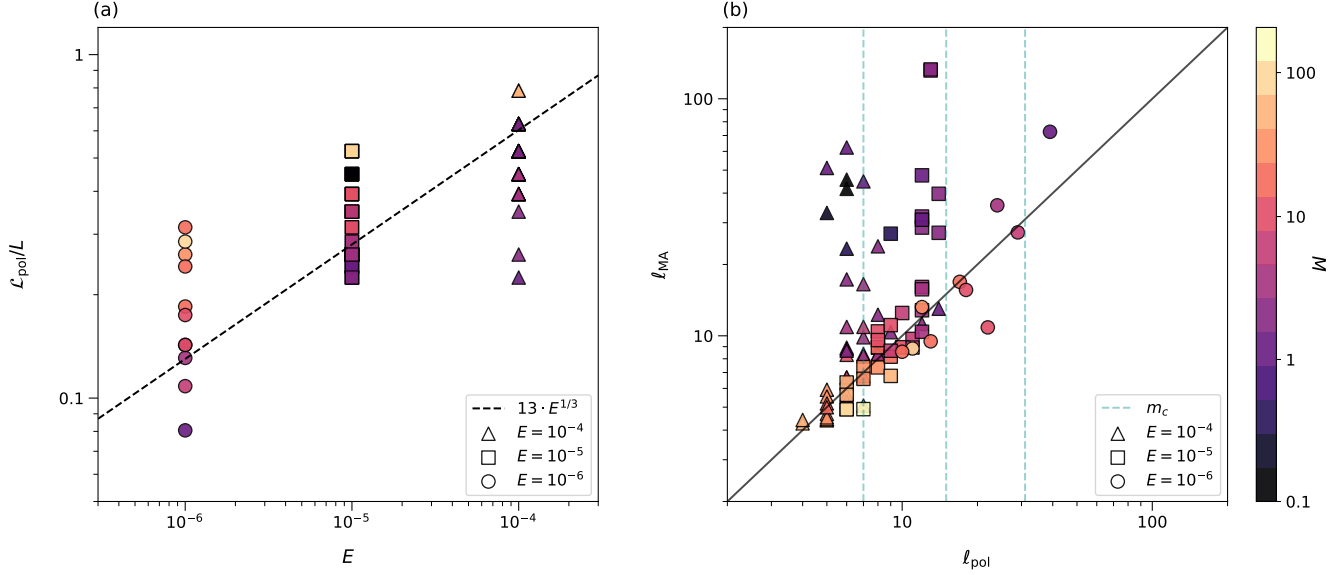 (a)
1
0.1
10⁻⁶
10⁻⁵
10⁻⁴
E
ℒ_pol/L
13 · E^{1/3}
E = 10⁻⁴
E = 10⁻⁵
E = 10⁻⁶
(b)
100
10
10
100
ℓ_pol
ℓ_MA
m_c
E = 10⁻⁴
E = 10⁻⁵
E = 10⁻⁶
100
10
1
0.1
M